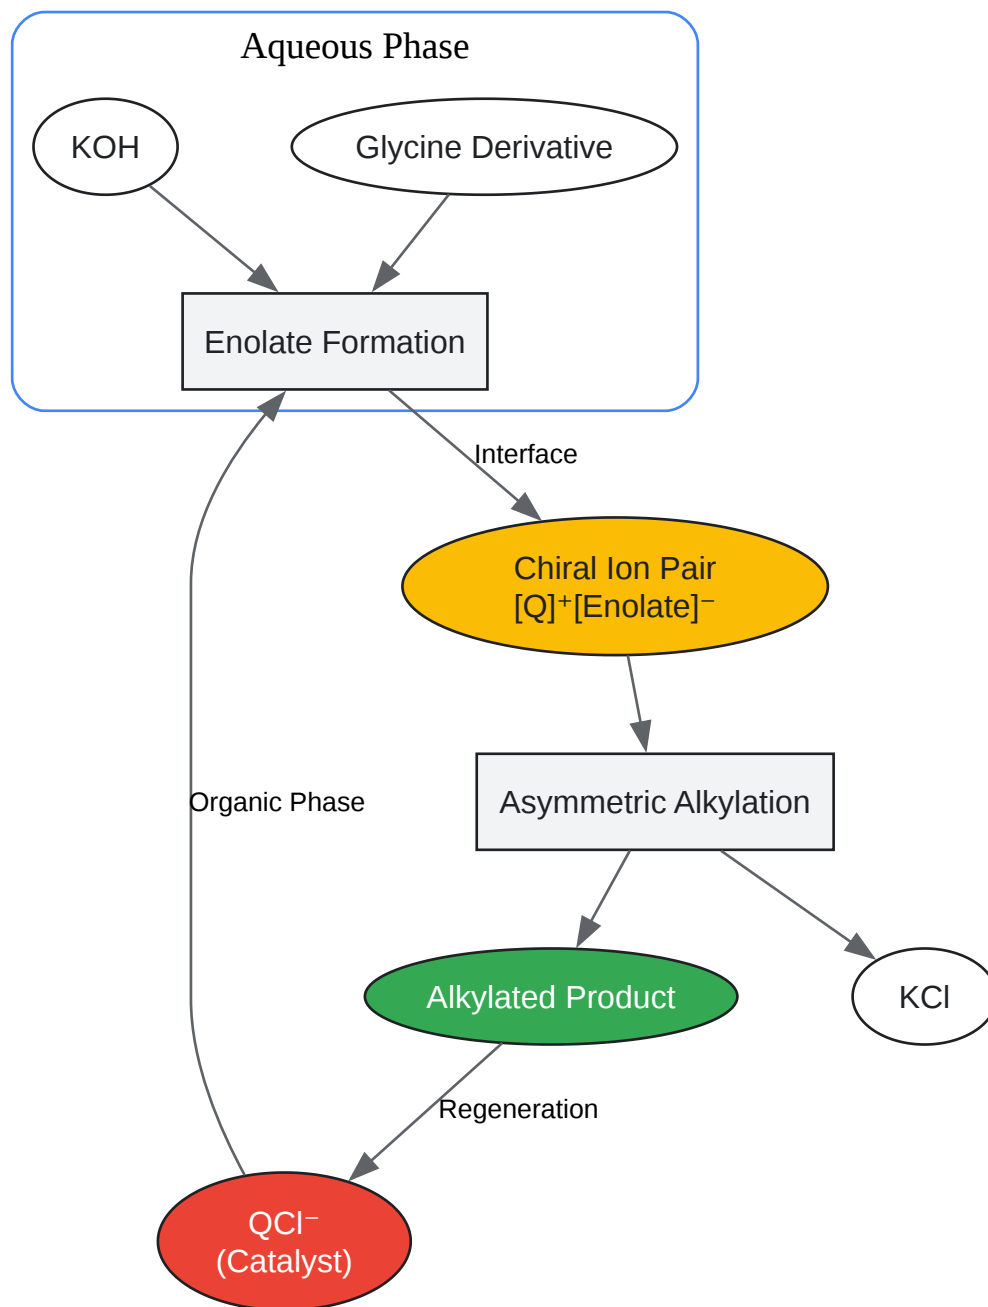 Aqueous Phase
KOH
Glycine Derivative
Enolate Formation
Interface
Chiral Ion Pair
[Q]⁺[Enolate]⁻
Organic Phase
Asymmetric Alkylation
Alkylated Product
KCl
Regeneration
QCl⁻
(Catalyst)